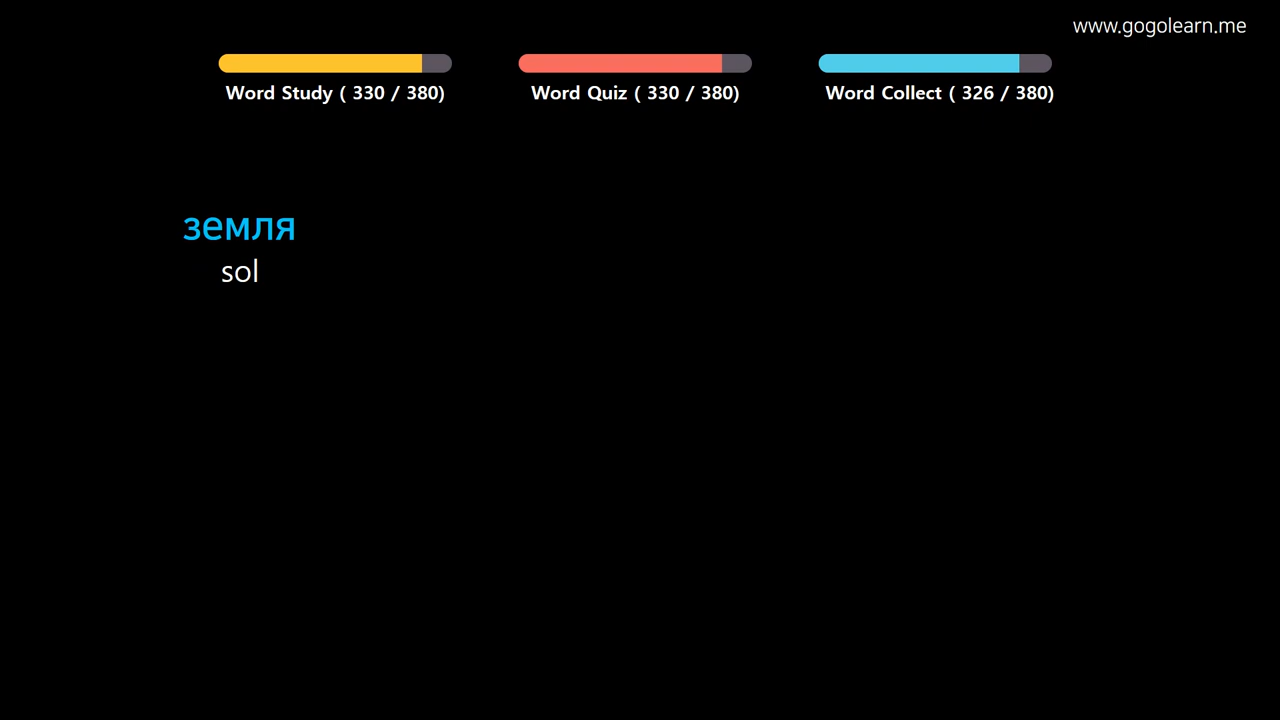 www.gogolearn.me
Word Study ( 330 / 380)
Word Quiz ( 330 / 380)
Word Collect ( 326 / 380)
земля
sol